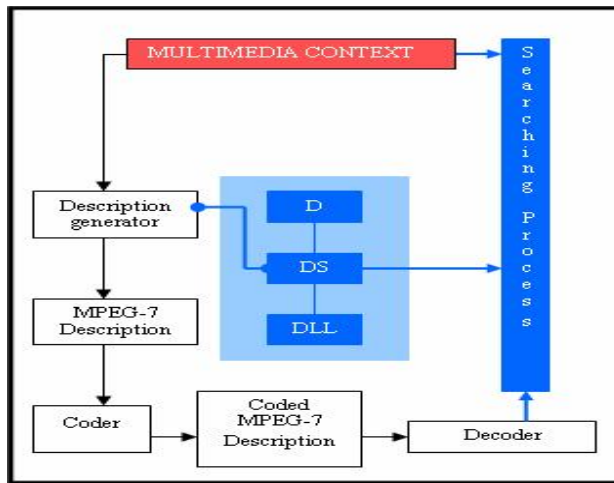 MULTIMEDIA CONTEXT
Searching Process
Description
generator
D
DS
DLL
MPEG-7
Description
Coder
Coded
MPEG-7
Description
Decoder